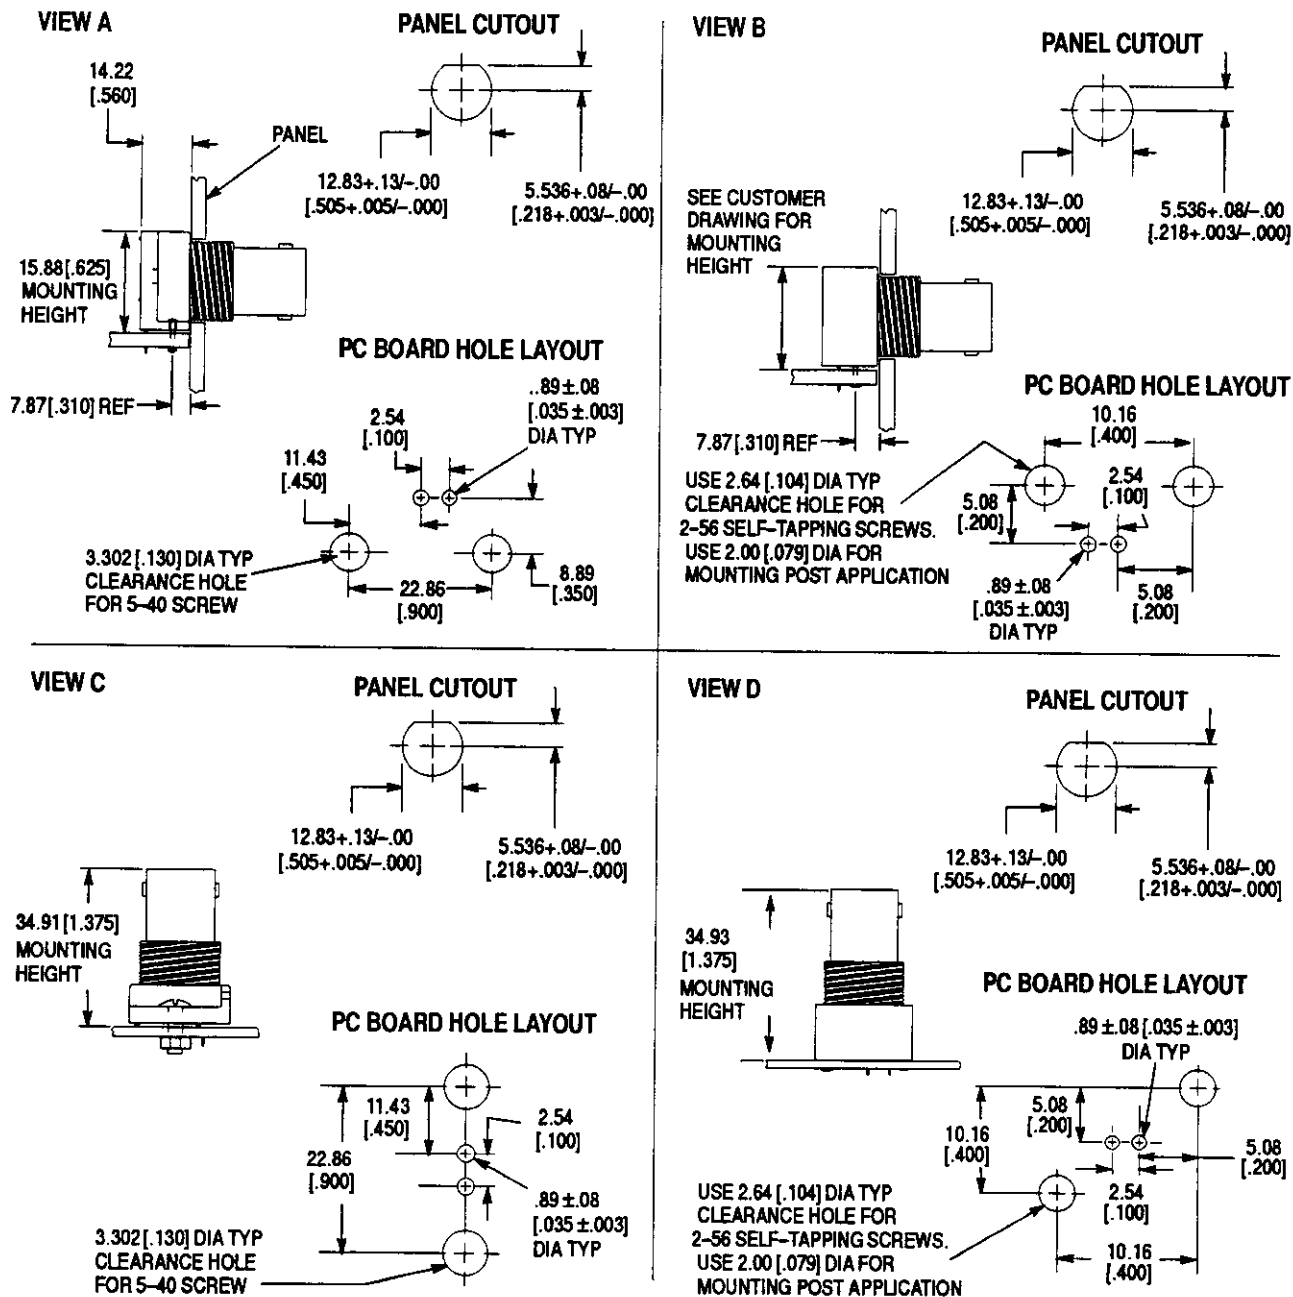 VIEW A
PANEL CUTOUT
14.22
[.560]
PANEL
12.83+.13/–.00
[.505+.005/–.000]
5.536+.08/–.00
[.218+.003/–.000]
15.88[.625]
MOUNTING
HEIGHT
7.87[.310] REF
PC BOARD HOLE LAYOUT
2.54
[.100]
..89±.08
[.035±.003]
DIA TYP
11.43
[.450]
3.302[.130] DIA TYP
CLEARANCE HOLE
FOR 5–40 SCREW
22.86
[.900]
8.89
[.350]
VIEW B
PANEL CUTOUT
12.83+.13/–.00
[.505+.005/–.000]
5.536+.08/–.00
[.218+.003/–.000]
SEE CUSTOMER
DRAWING FOR
MOUNTING
HEIGHT
7.87[.310] REF
PC BOARD HOLE LAYOUT
10.16
[.400]
USE 2.64 [.104] DIA TYP
CLEARANCE HOLE FOR
2–56 SELF–TAPPING SCREWS.
USE 2.00 [.079] DIA FOR
MOUNTING POST APPLICATION
5.08
[.200]
2.54
[.100]
.89±.08
[.035±.003]
DIA TYP
5.08
[.200]
VIEW C
PANEL CUTOUT
12.83+.13/–.00
[.505+.005/–.000]
5.536+.08/–.00
[.218+.003/–.000]
34.91[1.375]
MOUNTING
HEIGHT
PC BOARD HOLE LAYOUT
11.43
[.450]
2.54
[.100]
22.86
[.900]
.89±.08
[.035±.003]
DIA TYP
3.302[.130] DIA TYP
CLEARANCE HOLE
FOR 5–40 SCREW
VIEW D
PANEL CUTOUT
12.83+.13/–.00
[.505+.005/–.000]
5.536+.08/–.00
[.218+.003/–.000]
34.93
[1.375]
MOUNTING
HEIGHT
PC BOARD HOLE LAYOUT
.89±.08[.035±.003]
DIA TYP
5.08
[.200]
10.16
[.400]
5.08
[.200]
2.54
[.100]
10.16
[.400]
USE 2.64 [.104] DIA TYP
CLEARANCE HOLE FOR
2–56 SELF–TAPPING SCREWS.
USE 2.00 [.079] DIA FOR
MOUNTING POST APPLICATION